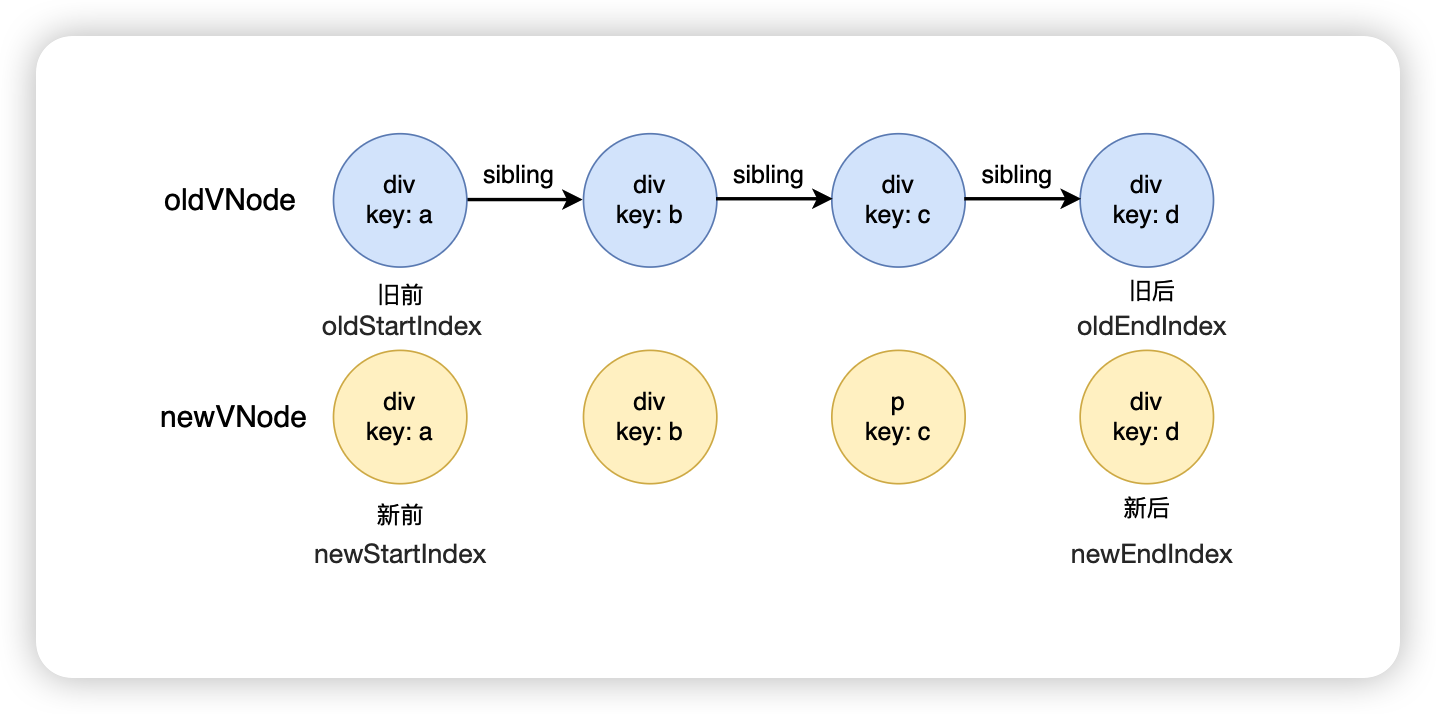 oldVNode
div
key: a
sibling
div
key: b
sibling
div
key: c
sibling
div
key: d
旧前
oldStartIndex
旧后
oldEndIndex
newVNode
div
key: a
div
key: b
p
key: c
div
key: d
新前
newStartIndex
新后
newEndIndex